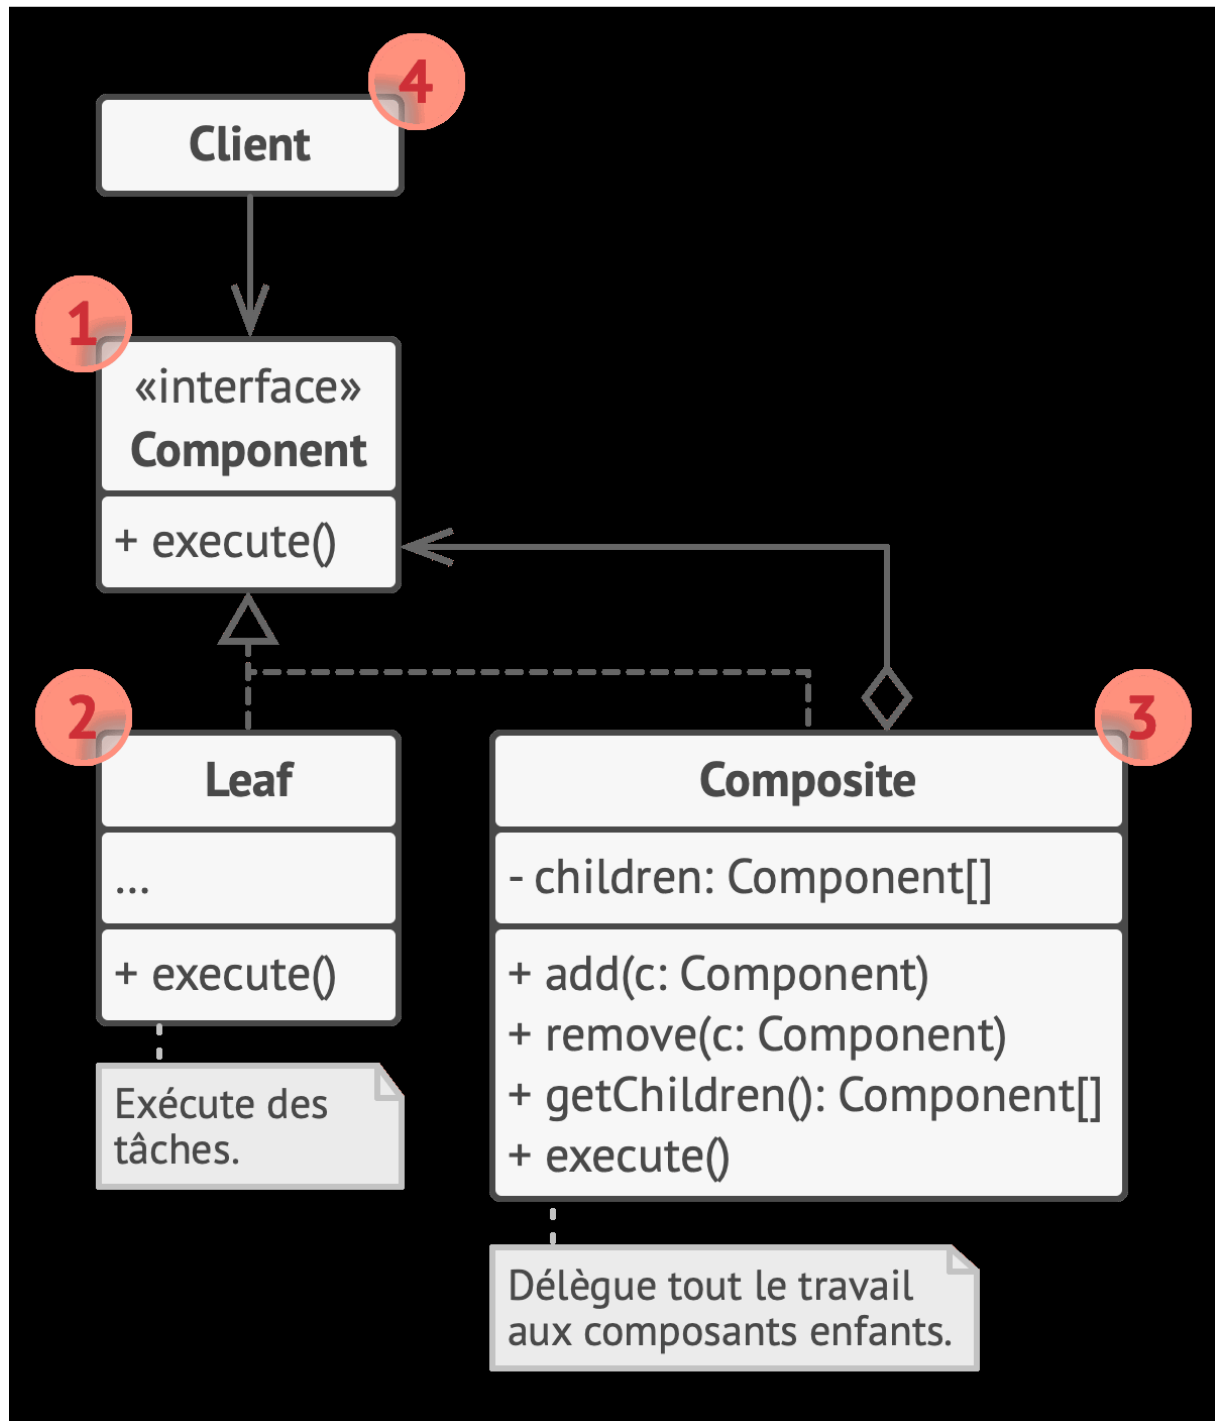 4
Client
1
«interface»
Component
+ execute()
2
3
Leaf
...
+ execute()
Exécute des
tâches.
Composite
- children: Component[]
+ add(c: Component)
+ remove(c: Component)
+ getChildren(): Component[]
+ execute()
Délègue tout le travail
aux composants enfants.